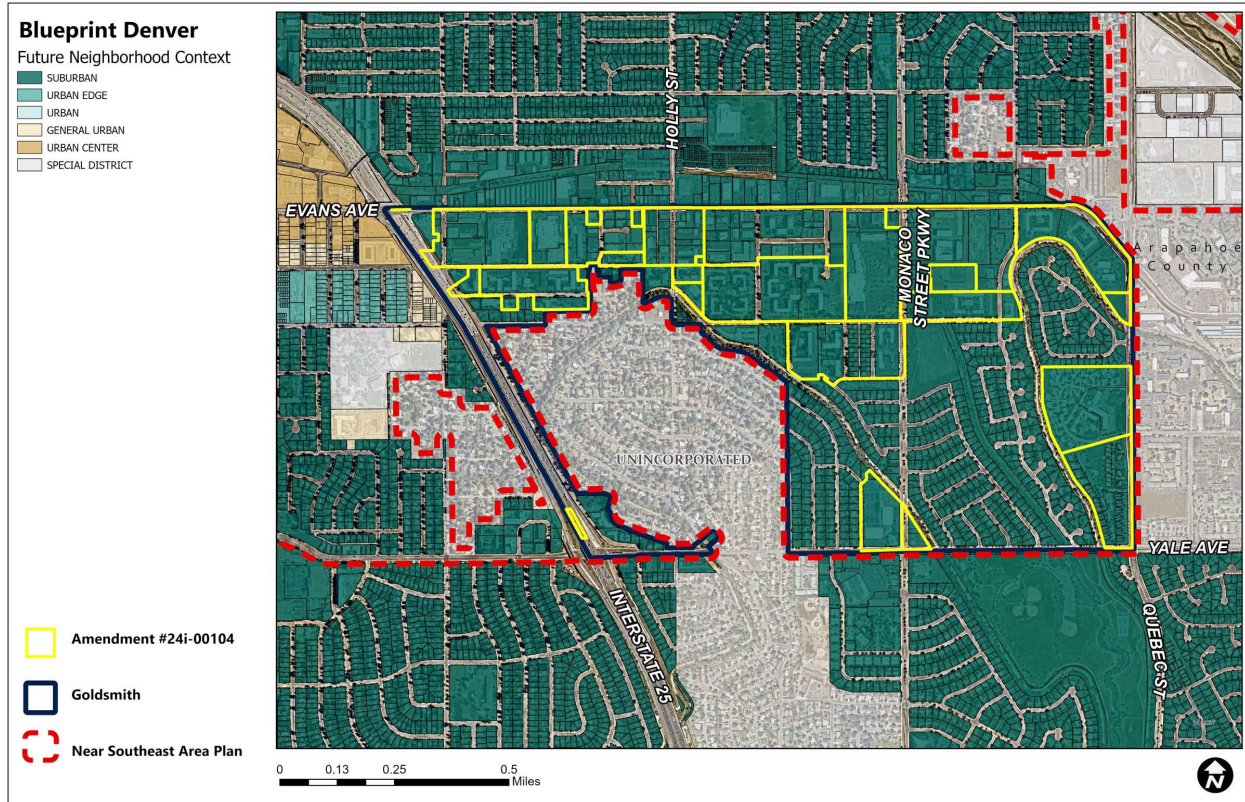 Blueprint Denver
Future Neighborhood Context
SUBURBAN
URBAN EDGE
URBAN
GENERAL URBAN
URBAN CENTER
SPECIAL DISTRICT
HOLLY ST
EVANS AVE
MONACO
STREET PKWY
Arapahoe
County
UNINCORPORATED
YALE AVE
INTERSTATE 25
QUEBEC ST
Amendment #24i-00104
Goldsmith
Near Southeast Area Plan
0 0.13 0.25 0.5
Miles
N